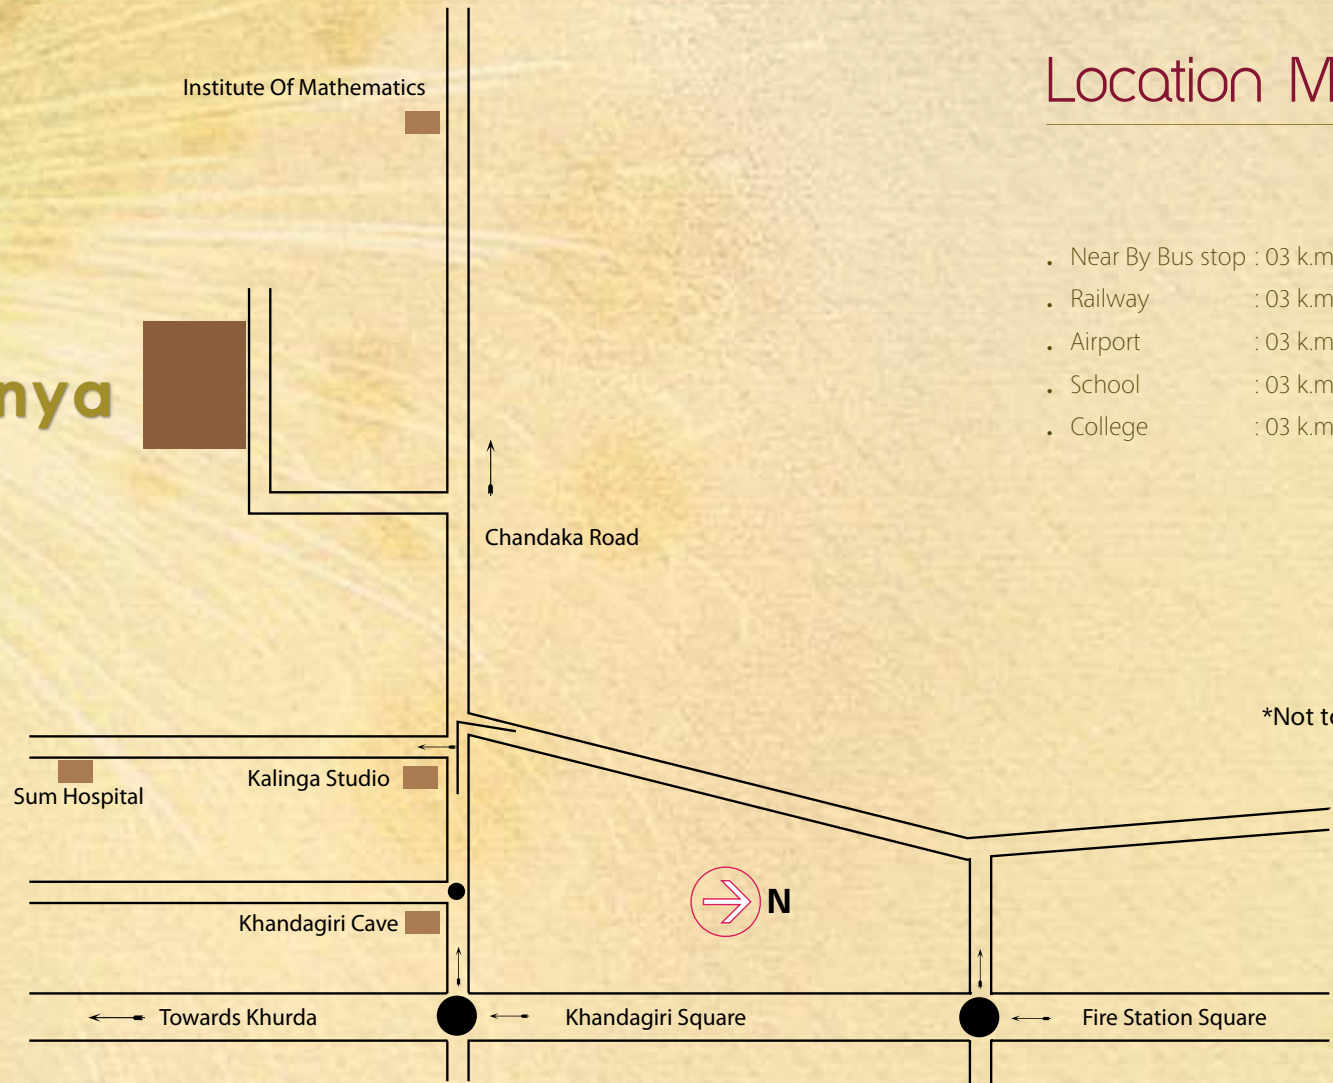 Institute Of Mathematics
Location M
. Near By Bus stop : 03 k.m
. Railway : 03 k.m
. Airport : 03 k.m
. School : 03 k.m
. College : 03 k.m
nya
Chandaka Road
*Not to
Kalinga Studio
Sum Hospital
N
Khandagiri Cave
Towards Khurda
Khandagiri Square
Fire Station Square